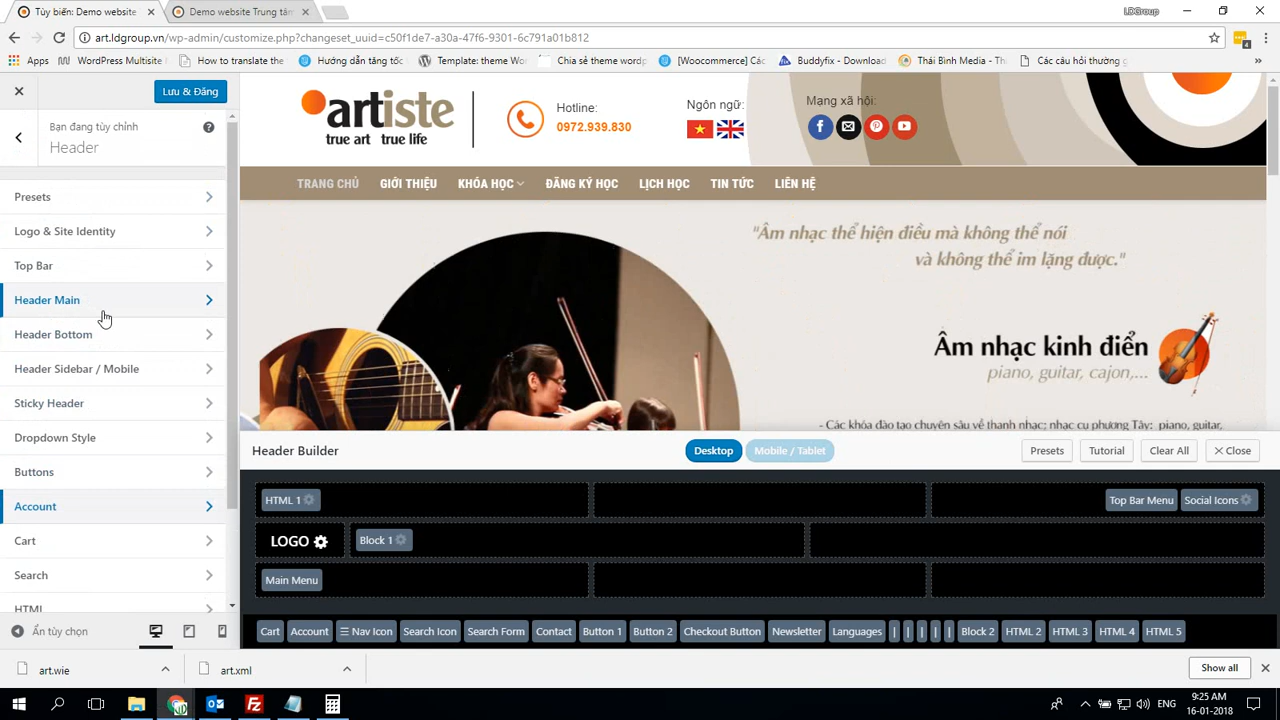 Tùy biến: Demo website
Demo website Trung tâm
LDGroup
art.ldgroup.vn/wp-admin/customize.php?changeset_uuid=c50f1de7-a30a-47f6-9301-6c791a01b812
4
Apps
WordPress Multisite
How to translate the
Hướng dẫn tăng tốc
Template: theme Wor
Chia sẻ theme wordp
[Woocommerce] Các
Buddyfix - Download
Thái Bình Media - Thi
Các câu hỏi thường g
Lưu & Đăng
Bạn đang tùy chỉnh
Header
Presets
Logo & Site Identity
Top Bar
Header Main
Header Bottom
Header Sidebar / Mobile
Sticky Header
Dropdown Style
Buttons
Account
Cart
Search
HTML
Ẩn tùy chọn
artiste
true art true life
Hotline:
0972.939.830
Ngôn ngữ:
Mạng xã hội:
TRANG CHỦ GIỚI THIỆU KHÓA HỌC ĐĂNG KÝ HỌC LỊCH HỌC TIN TỨC LIÊN HỆ
"Âm nhạc thể hiện điều mà không thể nói
và không thể im lặng được."
Âm nhạc kinh điển
piano, guitar, cajon,...
- Các khóa đào tạo chuyên sâu về thanh nhạc; nhạc cụ phương Tây: piano, guitar,
Header Builder
Desktop
Mobile / Tablet
Presets
Tutorial
Clear All
Close
HTML 1
Top Bar Menu
Social Icons
LOGO
Block 1
Main Menu
Cart
Account
Nav Icon
Search Icon
Search Form
Contact
Button 1
Button 2
Checkout Button
Newsletter
Languages
|
|
|
|
|
Block 2
HTML 2
HTML 3
HTML 4
HTML 5
art.wie
art.xml
Show all
9:25 AM
16-01-2018